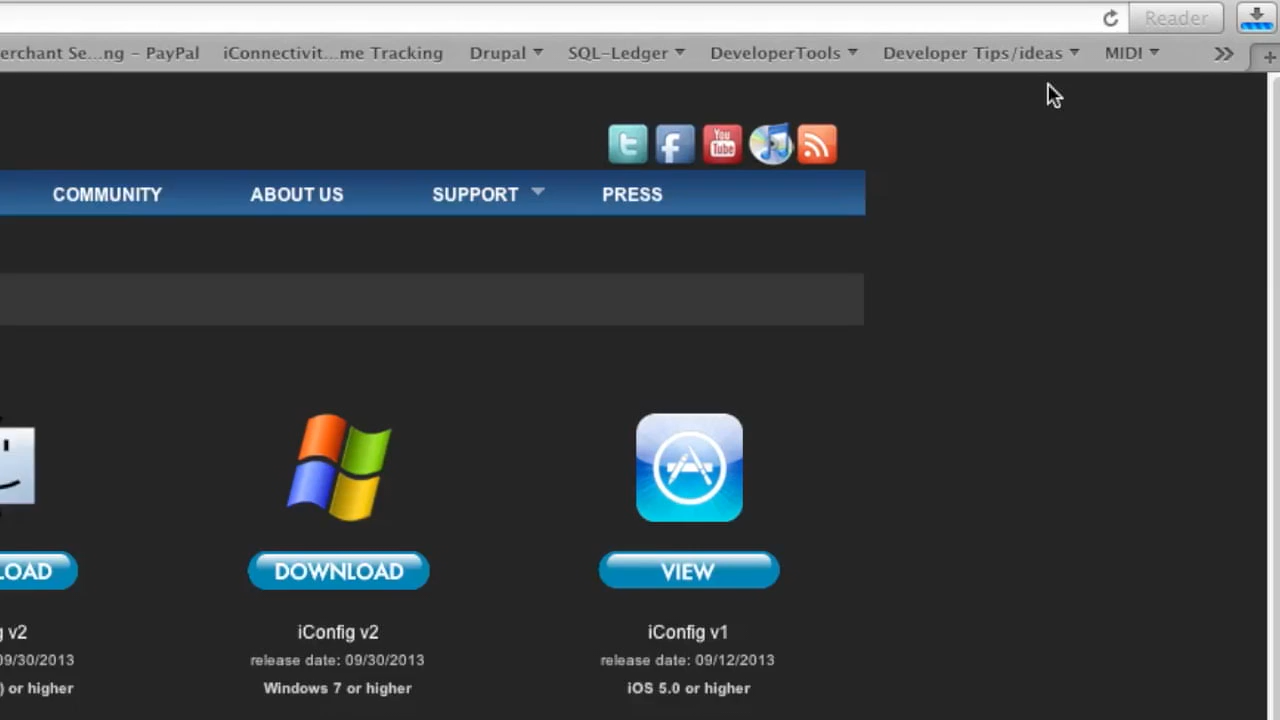 Reader
erchant Se...ng - PayPal iConnectivit...me Tracking Drupal SQL-Ledger DeveloperTools Developer Tips/ideas MIDI
You
Tube
COMMUNITY ABOUT US SUPPORT PRESS
LOAD DOWNLOAD VIEW
g v2 iConfig v2 iConfig v1
09/30/2013 release date: 09/30/2013 release date: 09/12/2013
) or higher Windows 7 or higher iOS 5.0 or higher